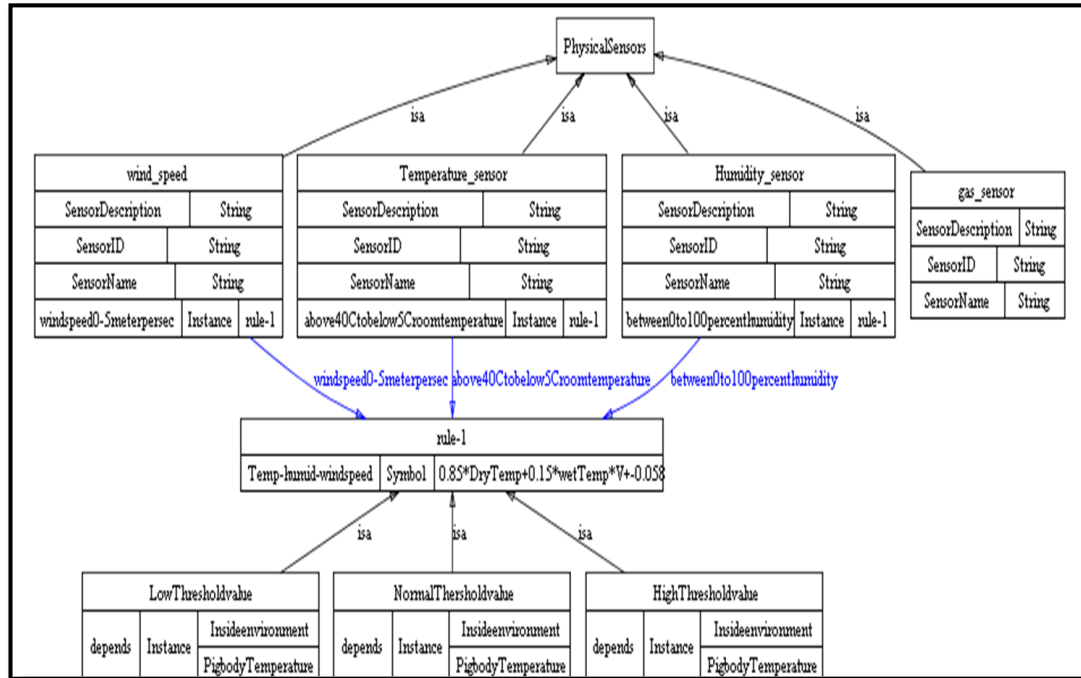 PhysicalSensors
isa
isa
isa
isa
wind_speed
SensorDescription String
SensorID String
SensorName String
windspeed0-5meterpersec Instance rule-1
Temperature_sensor
SensorDescription String
SensorID String
SensorName String
above40Ctobelow5Croomtemperature Instance rule-1
Humidity_sensor
SensorDescription String
SensorID String
SensorName String
between0to100percenthumidity Instance rule-1
gas_sensor
SensorDescription String
SensorID String
SensorName String
windspeed0-5meterpersec
above40Ctobelow5Croomtemperature
between0to100percenthumidity
rule-1
Temp-humid-windspeed Symbol 0.85*DryTemp+0.15*wetTemp*V+-0.058
isa
isa
isa
LowThresholdvalue
depends Instance Insideenvironment
PigbodyTemperature
NormalThersholdvalue
depends Instance Insideenvironment
PigbodyTemperature
HighThresholdvalue
depends Instance Insideenvironment
PigbodyTemperature